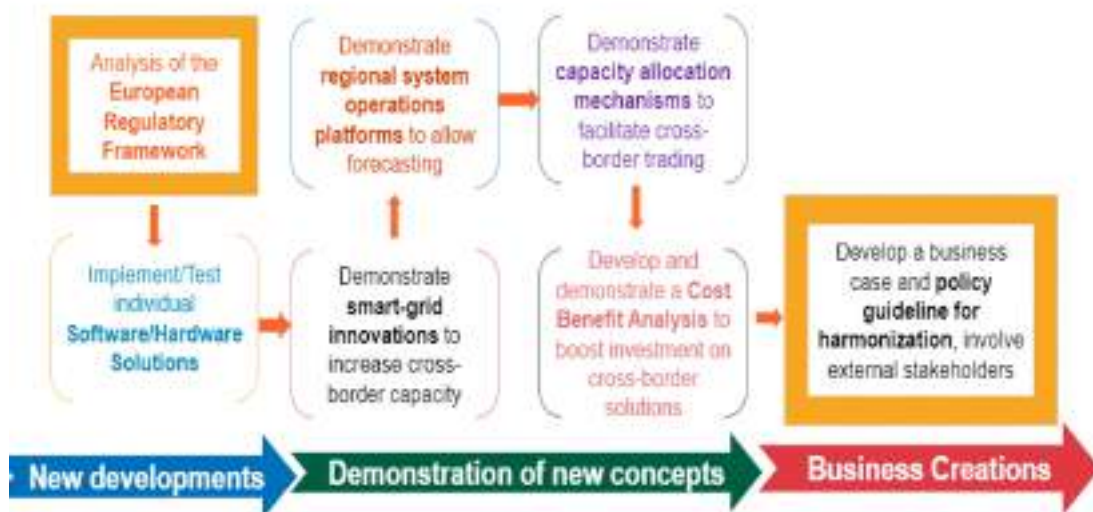 Analysis of the
European
Regulatory
Framework
Implement/Test
individual
Software/Hardware
Solutions
Demonstrate
smart-grid
innovations to
increase cross-
border capacity
Demonstrate
regional system
operations
platforms to allow
forecasting
Demonstrate
capacity allocation
mechanisms to
facilitate cross-
border trading
Develop and
demonstrate a Cost
Benefit Analysis to
boost investment on
cross-border
solutions
Develop a business
case and policy
guideline for
harmonization, involve
external stakeholders
New developments
Demonstration of new concepts
Business Creations